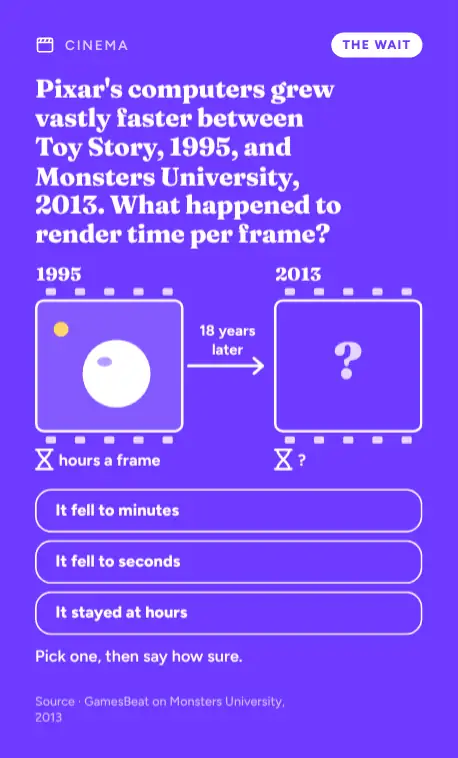 CINEMA
THE WAIT
Pixar's computers grew
vastly faster between
Toy Story, 1995, and
Monsters University,
2013. What happened to
render time per frame?
1995
2013
18 years
later
?
hours a frame
?
It fell to minutes
It fell to seconds
It stayed at hours
Pick one, then say how sure.
Source · GamesBeat on Monsters University,
2013